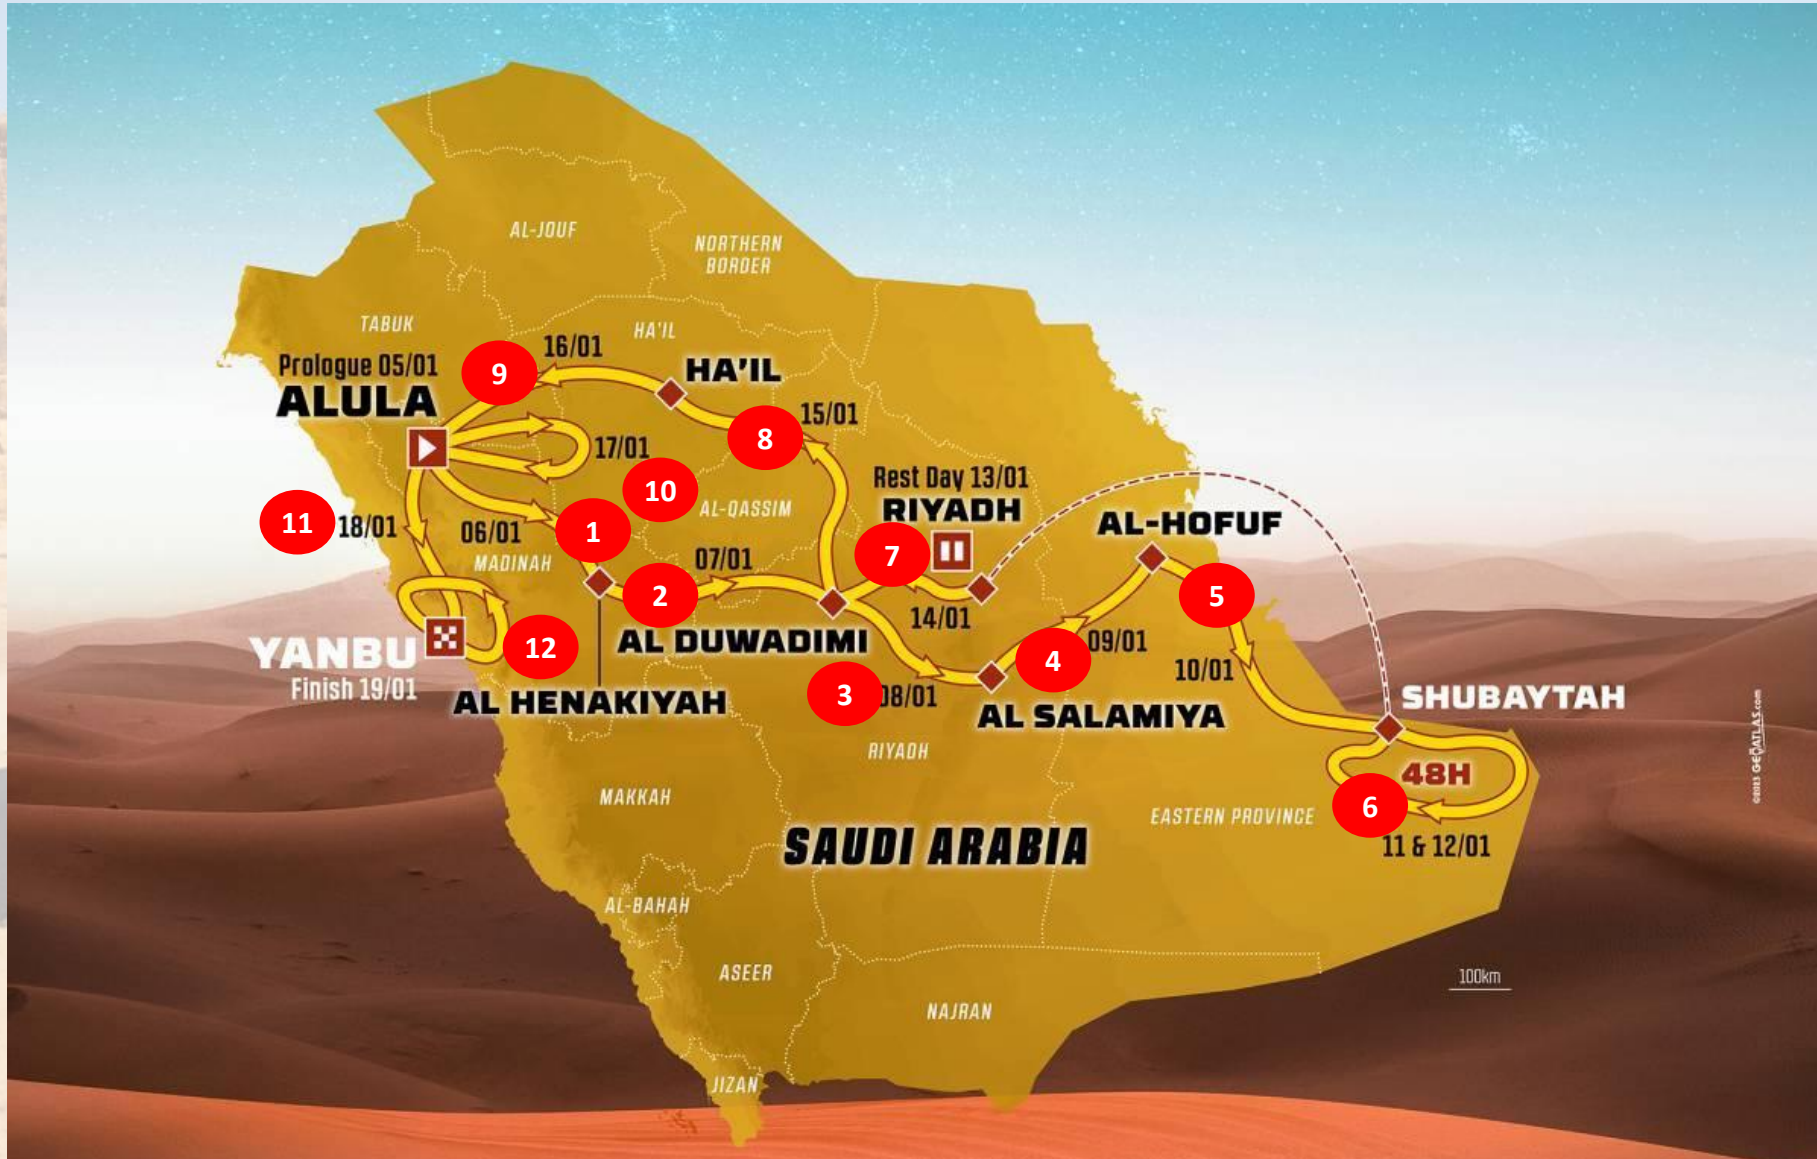 AL-JOUF
NORTHERN
BORDER
TABUK
HA'IL
16/01
Prologue 05/01
ALULA
9
HA'IL
15/01
8
17/01
Rest Day 13/01
RIYADH
10
AL-QASSIM
11
18/01
06/01
1
MADINAH
AL-HOFUF
7
07/01
2
14/01
5
AL DUWADIMI
09/01
4
10/01
YANBU
Finish 19/01
12
AL HENAKIYAH
3
08/01
AL SALAMIYA
SHUBAYTAH
RIYADH
48H
6
11 & 12/01
MAKKAH
EASTERN PROVINCE
SAUDI ARABIA
AL-BAHAH
ASEER
NAJRAN
JIZAN
100km
©2023 GEOATLAS.com